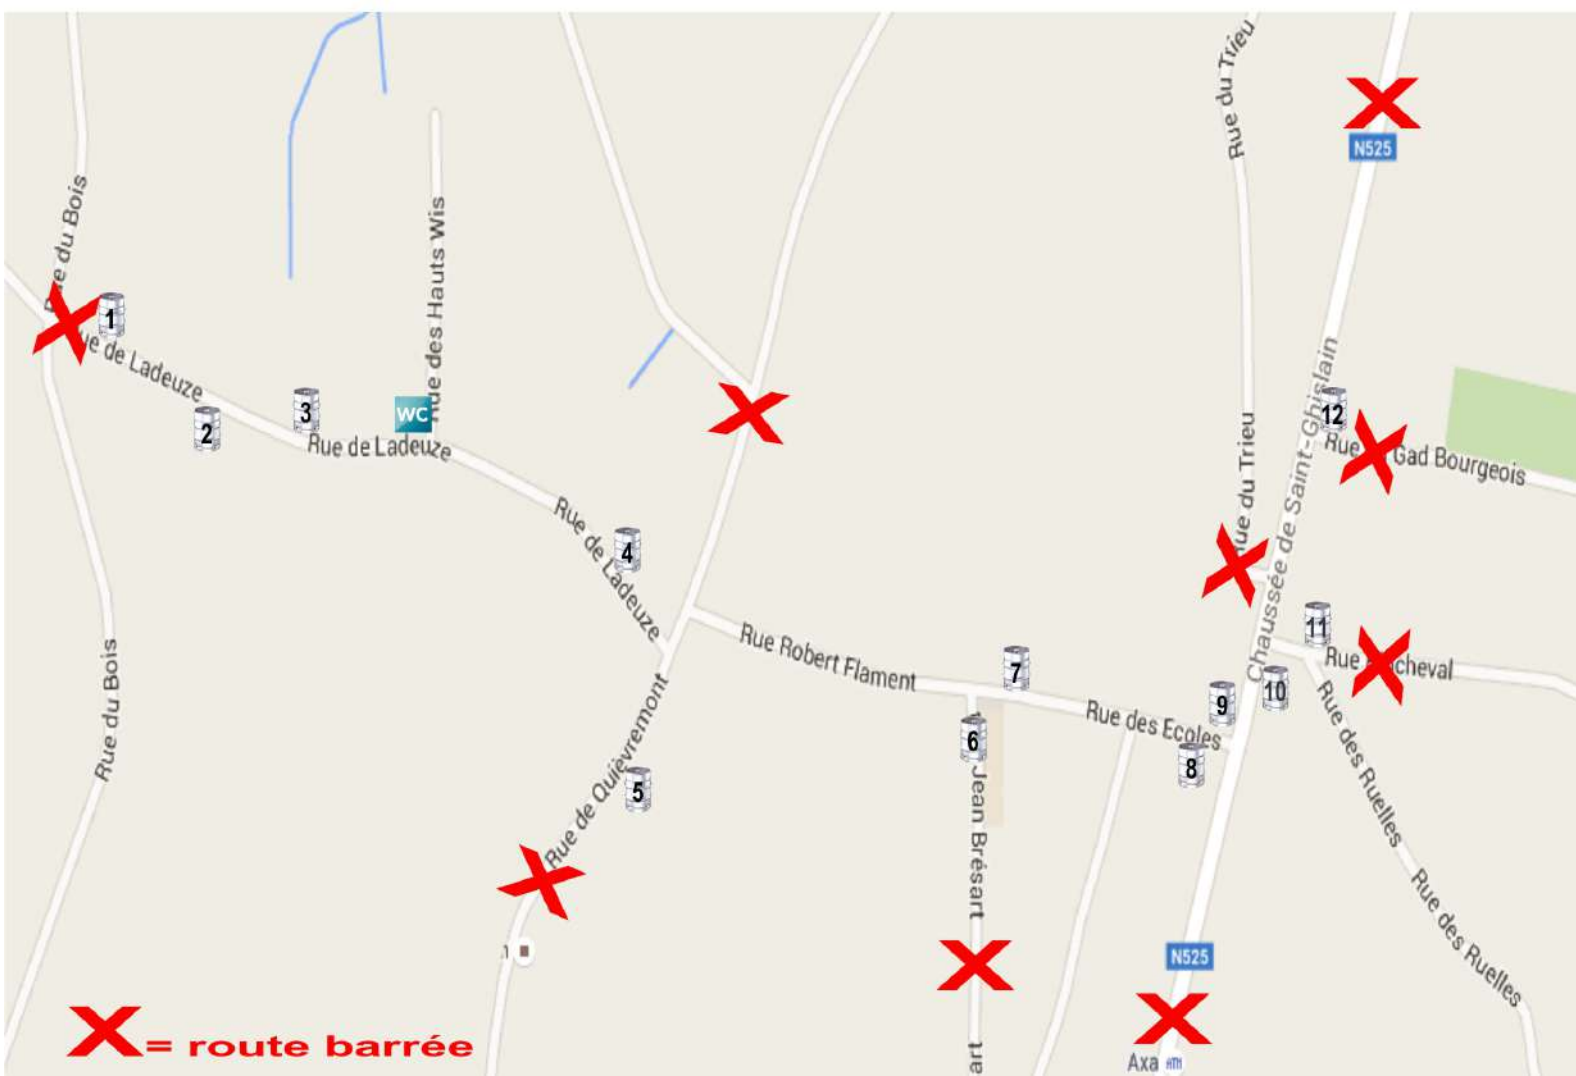 Rue du Trieu
N525
Rue du Bois
Rue des Hauts Wis
1
Rue de Ladeuze
2
3
WC
Rue de Ladeuze
12
Rue
Gad Bourgeois
Rue du Trieu
Chaussée de Saint-Ghislain
Rue de Ladeuze
4
Rue Robert Flament
7
11
Rue
cheval
Rue du Bois
Rue de Quièvremont
5
6
Jean Brésart
Rue des Ecoles
8
9
10
Rue des Ruelles
Rue des Ruelles
N525
= route barrée
Axa